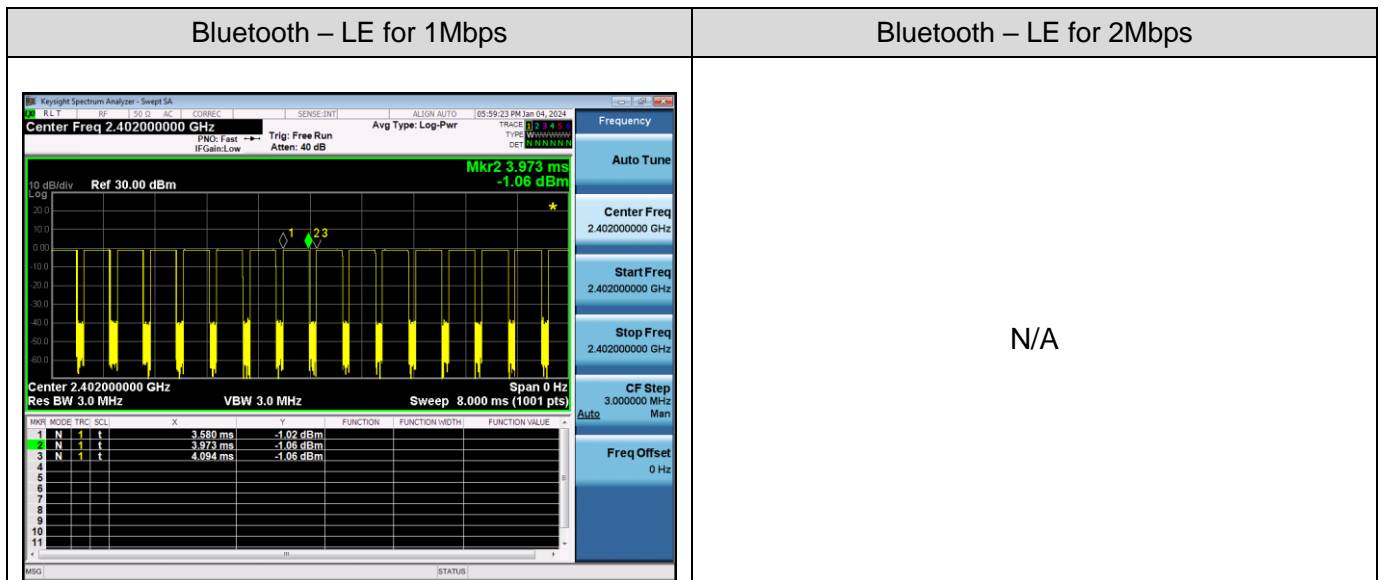 Bluetooth – LE for 1Mbps
Bluetooth – LE for 2Mbps
Keysight Spectrum Analyzer - Swept SA
RLT RF 50 Ω AC CORREC SENSE:INT ALIGN AUTO 05:59:23 PM Jan 04, 2024
Center Freq 2.402000000 GHz
PNO: Fast
IFGain:Low
Trig: Free Run
Atten: 40 dB
Avg Type: Log-Pwr
TRACE 1 2 3 4 5 6
TYPE WWWWWW
DET N N N N N N
Mkr2 3.973 ms
-1.06 dBm
10 dB/div Ref 30.00 dBm
Log
20.0
10.0
0.00
-10.0
-20.0
-30.0
-40.0
-50.0
-60.0
1 2 3
*
Center 2.402000000 GHz Span 0 Hz
Res BW 3.0 MHz VBW 3.0 MHz Sweep 8.000 ms (1001 pts)
MKR MODE TRC SCL X Y FUNCTION FUNCTION WIDTH FUNCTION VALUE
1 N 1 t 3.580 ms -1.02 dBm
2 N 1 t 3.973 ms -1.06 dBm
3 N 1 t 4.094 ms -1.06 dBm
4
5
6
7
8
9
10
11
MSG STATUS
Frequency
Auto Tune
Center Freq
2.402000000 GHz
Start Freq
2.402000000 GHz
Stop Freq
2.402000000 GHz
CF Step
3.000000 MHz
Auto Man
Freq Offset
0 Hz
N/A